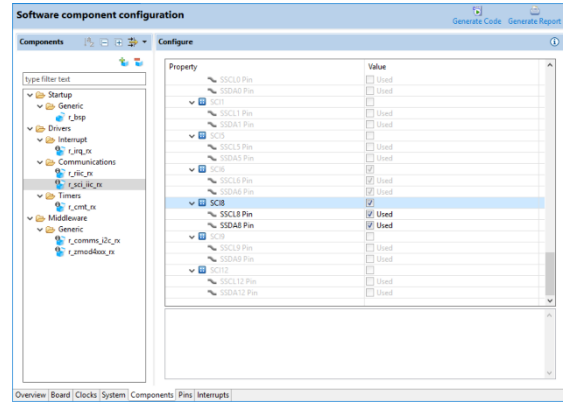 Software component configuration
Generate Code Generate Report
Components
Configure
type filter text
Startup
Generic
r_bsp
Drivers
Interrupt
r_irq_rx
Communications
r_riic_rx
r_sci_iic_rx
Timers
r_cmt_rx
Middleware
Generic
r_comms_i2c_rx
r_zmod4xxx_rx
Property Value
SSCL0 Pin Used
SSDA0 Pin Used
SCI1
SSCL1 Pin Used
SSDA1 Pin Used
SCI5
SSCL5 Pin Used
SSDA5 Pin Used
SCI6
SSCL6 Pin Used
SSDA6 Pin Used
SCI8
SSCL8 Pin Used
SSDA8 Pin Used
SCI9
SSCL9 Pin Used
SSDA9 Pin Used
SCI12
SSCL12 Pin Used
SSDA12 Pin Used
Overview Board Clocks System Components Pins Interrupts